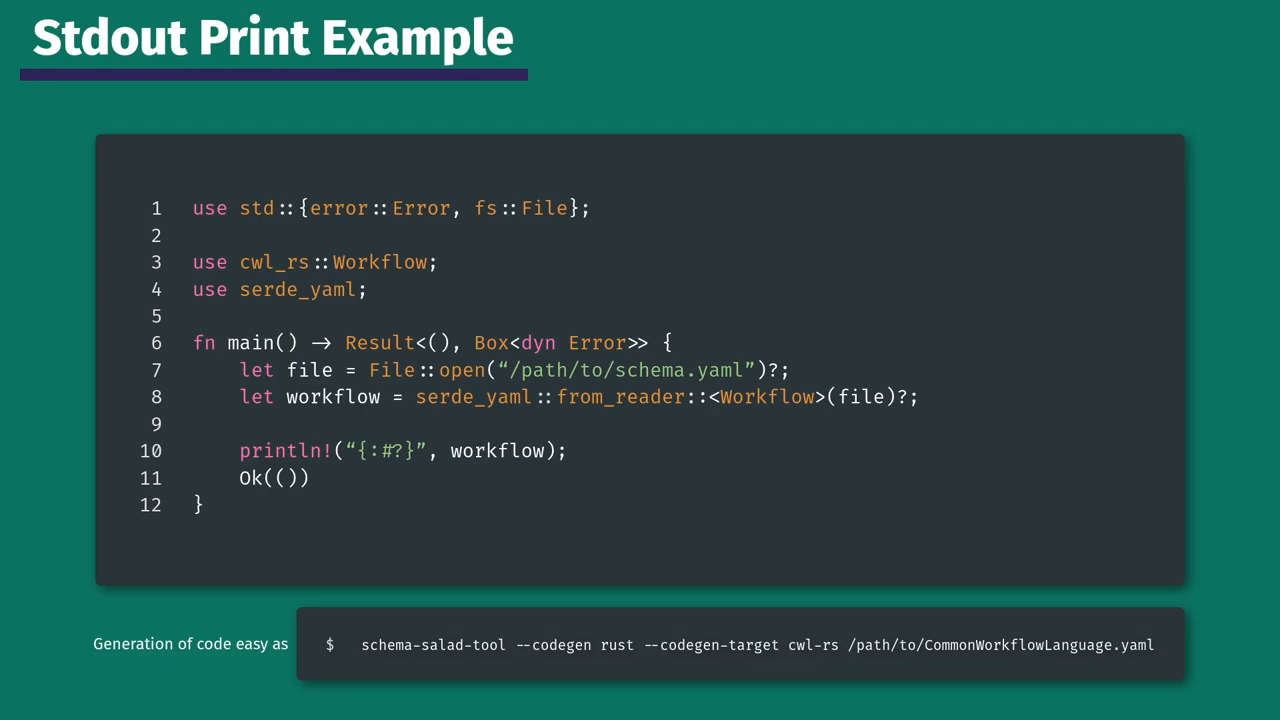 Stdout Print Example
1 use std::{error::Error, fs::File};
2
3 use cwl_rs::Workflow;
4 use serde_yaml;
5
6 fn main() -> Result<(), Box<dyn Error>> {
7     let file = File::open(“/path/to/schema.yaml”)?;
8     let workflow = serde_yaml::from_reader::<Workflow>(file)?;
9
10     println!(“{:#?}”, workflow);
11     Ok(())
12 }
Generation of code easy as $ schema-salad-tool --codegen rust --codegen-target cwl-rs /path/to/CommonWorkflowLanguage.yaml